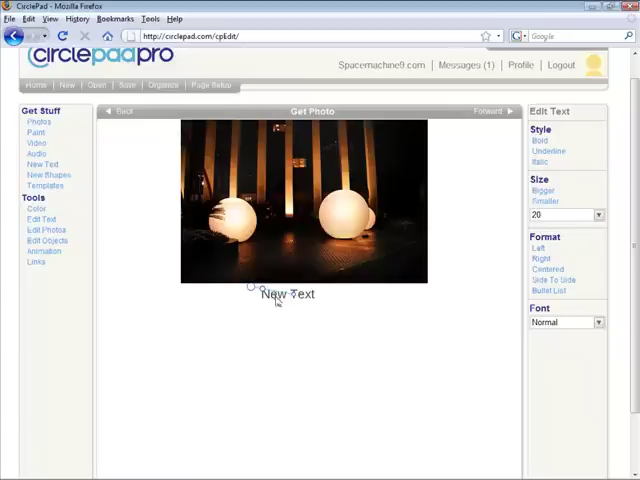 CirclePad - Mozilla Firefox
File Edit View History Bookmarks Tools Help
http://circlepad.com/cpEdit/
Google
circlepadpro
Spacemachine9.com | Messages (1) | Profile | Logout
Home | New | Open | Save | Organize | Page Setup
Get Stuff
Photos
Paint
Video
Audio
New Text
New Shapes
Templates
Tools
Color
Edit Text
Edit Photos
Edit Objects
Animation
Links
Back
Get Photo
Forward
New Text
Edit Text
Style
Bold
Underline
Italic
Size
Bigger
Smaller
20
Format
Left
Right
Centered
Side To Side
Bullet List
Font
Normal